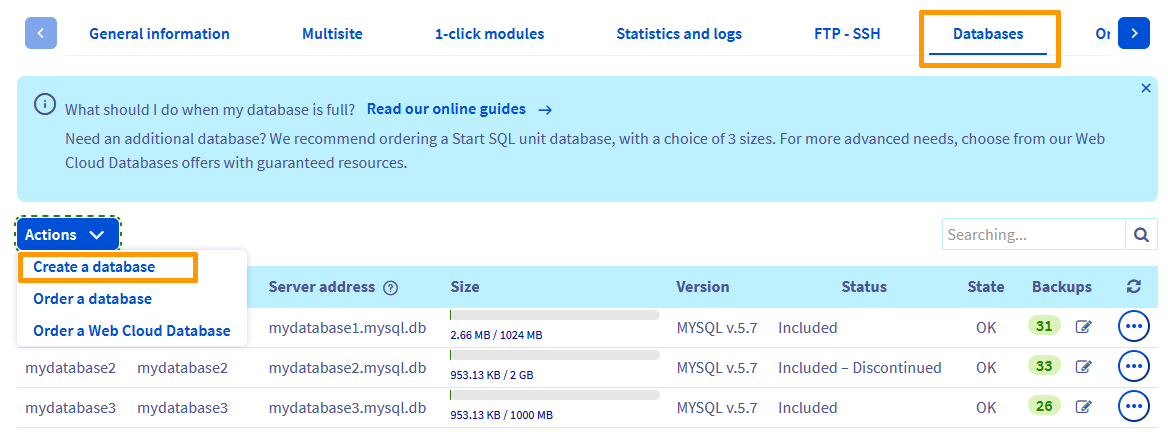 General information Multisite 1-click modules Statistics and logs FTP - SSH Databases
What should I do when my database is full? Read our online guides →
Need an additional database? We recommend ordering a Start SQL unit database, with a choice of 3 sizes. For more advanced needs, choose from our Web
Cloud Databases offers with guaranteed resources.
Actions Searching...
Create a database
Order a database
Order a Web Cloud Database
Server address Size Version Status State Backups
mydatabase1.mysql.db 2.66 MB / 1024 MB MYSQL v.5.7 Included OK 31
mydatabase2 mydatabase2 mydatabase2.mysql.db 953.13 KB / 2 GB MYSQL v.5.7 Included – Discontinued OK 33
mydatabase3 mydatabase3 mydatabase3.mysql.db 953.13 KB / 1000 MB MYSQL v.5.7 Included OK 26